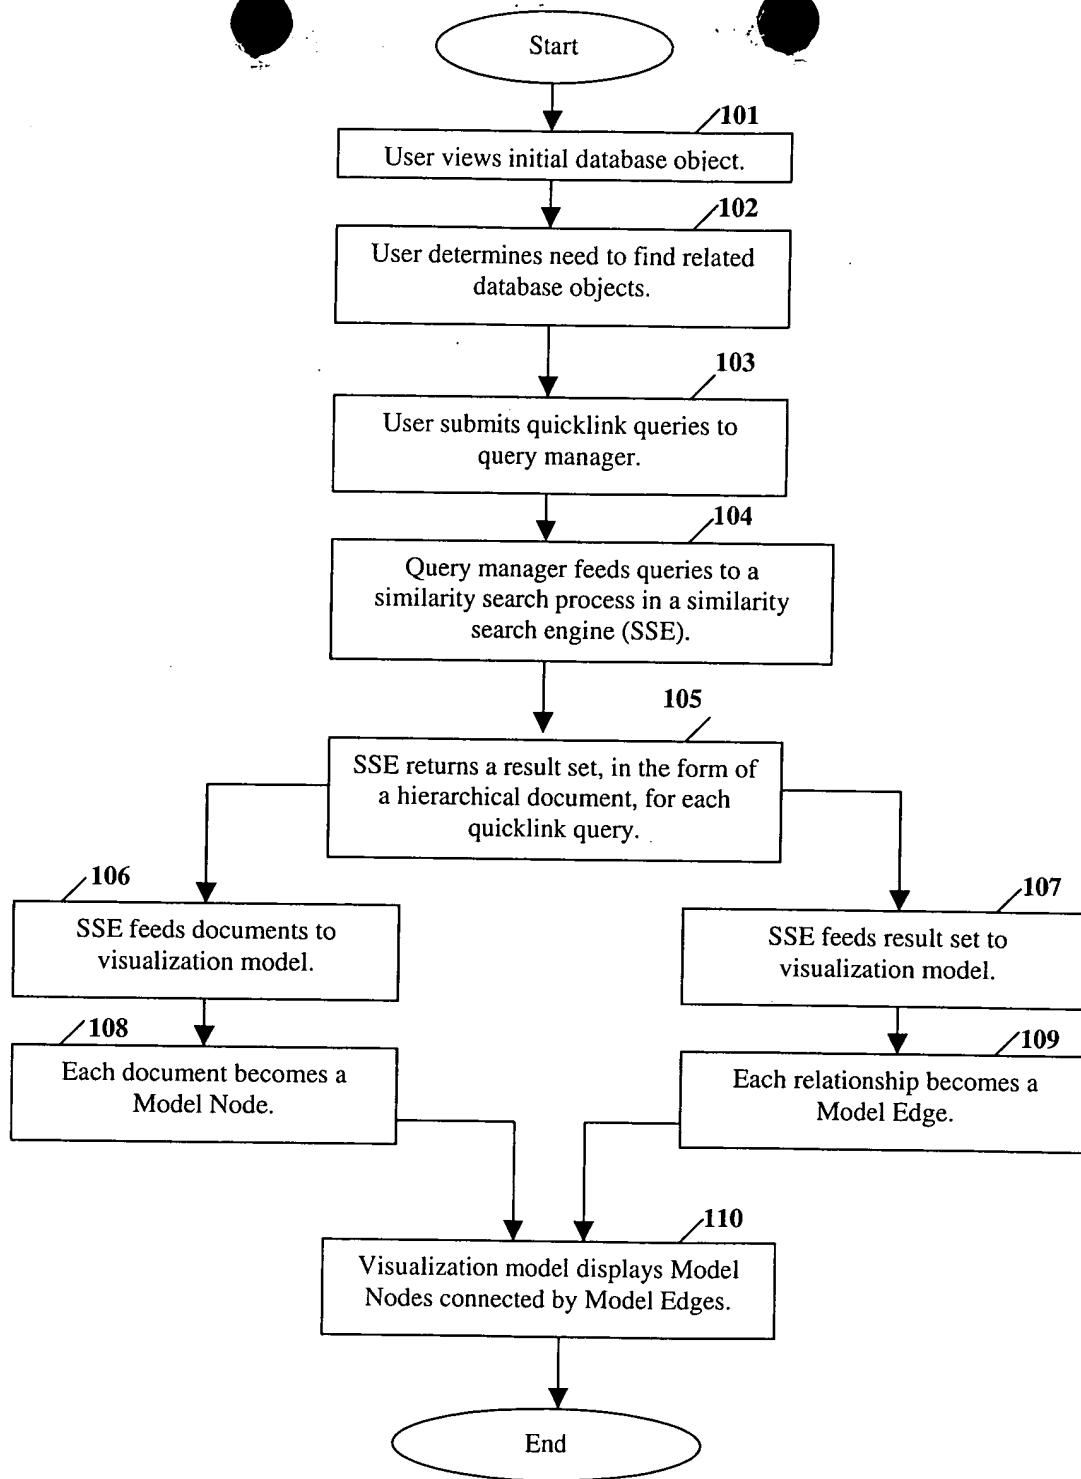 Start
101
User views initial database object.
102
User determines need to find related
database objects.
103
User submits quicklink queries to
query manager.
104
Query manager feeds queries to a
similarity search process in a similarity
search engine (SSE).
105
SSE returns a result set, in the form of
a hierarchical document, for each
quicklink query.
106
SSE feeds documents to
visualization model.
107
SSE feeds result set to
visualization model.
108
Each document becomes a
Model Node.
109
Each relationship becomes a
Model Edge.
110
Visualization model displays Model
Nodes connected by Model Edges.
End